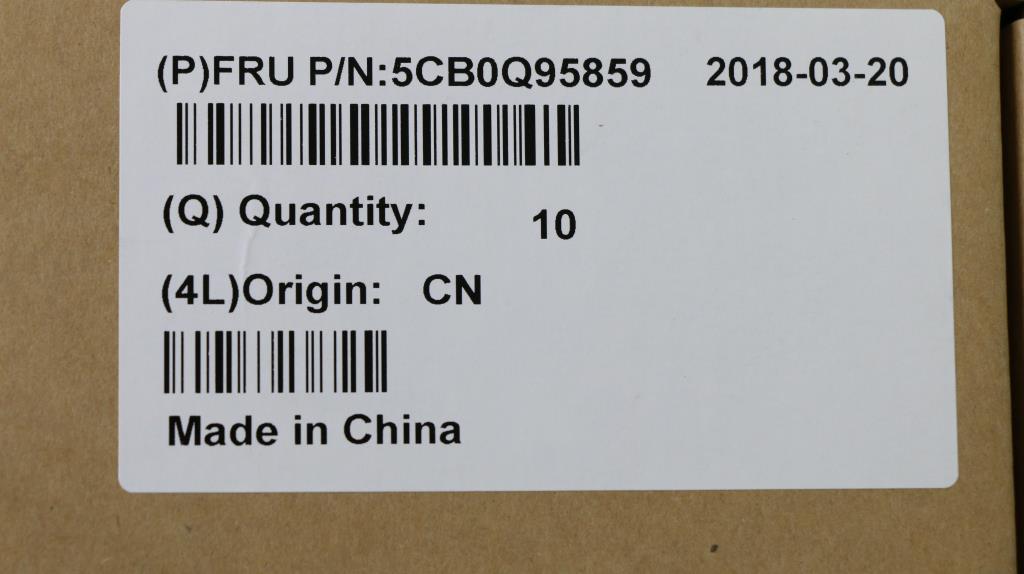 (P)FRU P/N:5CB0Q95859 2018-03-20
(Q) Quantity: 10
(4L)Origin: CN
Made in China